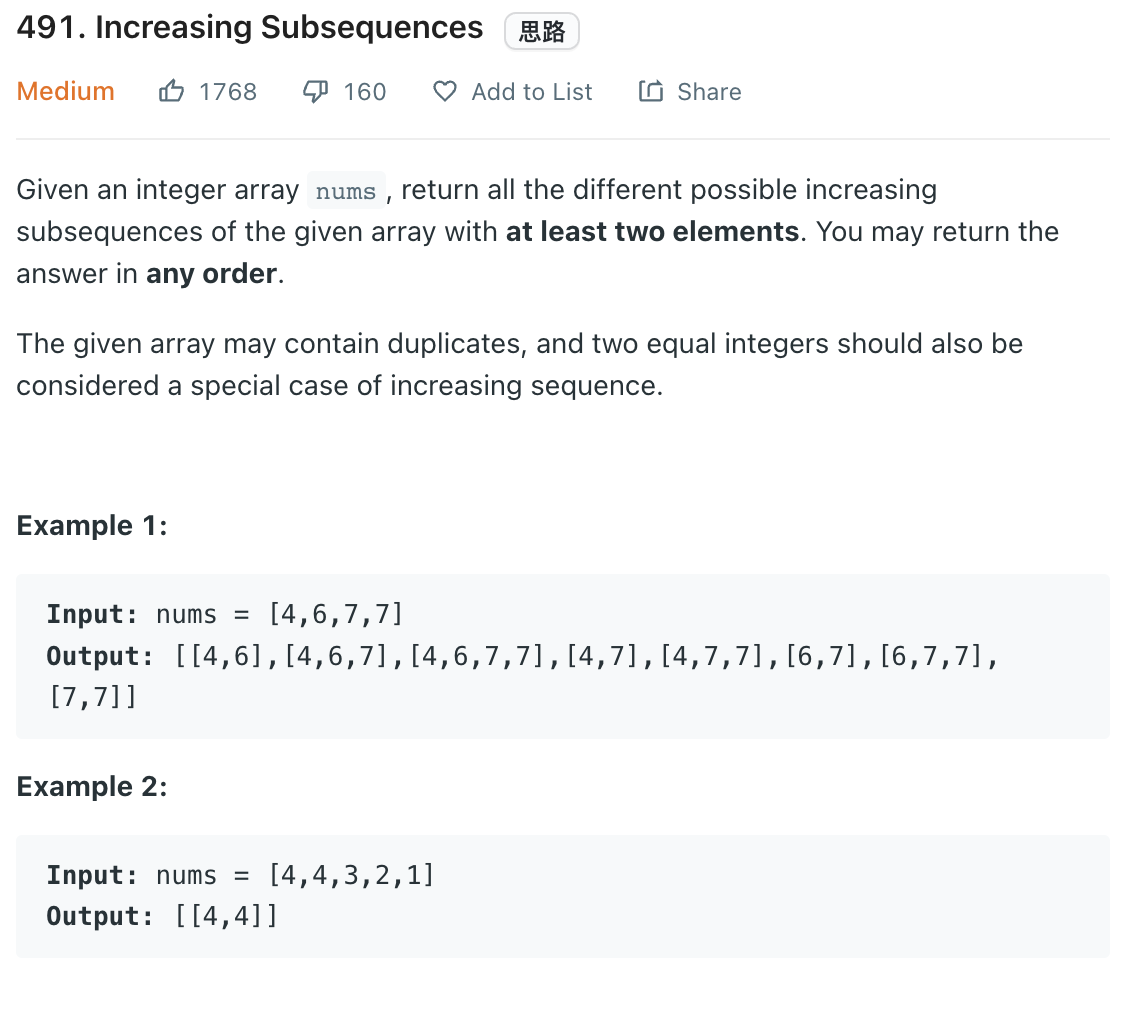 491. Increasing Subsequences 思路
Medium 1768 160 Add to List Share
Given an integer array nums , return all the different possible increasing
subsequences of the given array with at least two elements. You may return the
answer in any order.
The given array may contain duplicates, and two equal integers should also be
considered a special case of increasing sequence.
Example 1:
Input: nums = [4,6,7,7]
Output: [[4,6],[4,6,7],[4,6,7,7],[4,7],[4,7,7],[6,7],[6,7,7],
[7,7]]
Example 2:
Input: nums = [4,4,3,2,1]
Output: [[4,4]]